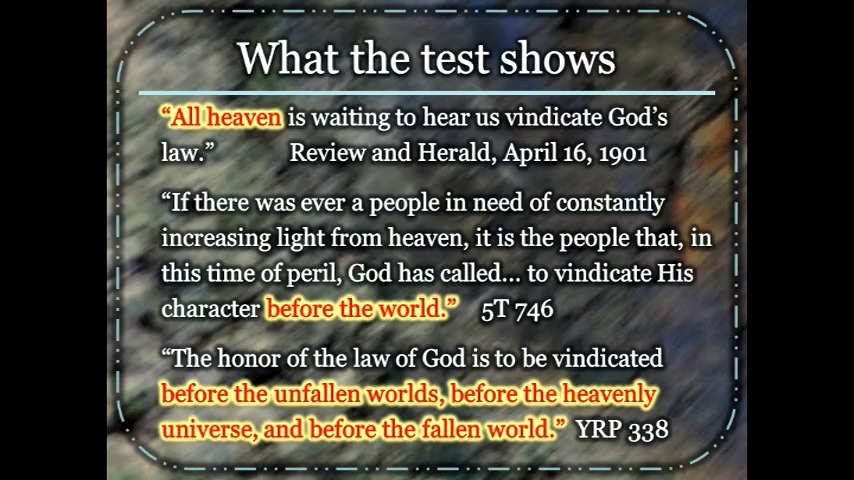 What the test shows
“All heaven is waiting to hear us vindicate God’s
law.” Review and Herald, April 16, 1901
“If there was ever a people in need of constantly
increasing light from heaven, it is the people that, in
this time of peril, God has called... to vindicate His
character before the world.” 5T 746
“The honor of the law of God is to be vindicated
before the unfallen worlds, before the heavenly
universe, and before the fallen world.” YRP 338